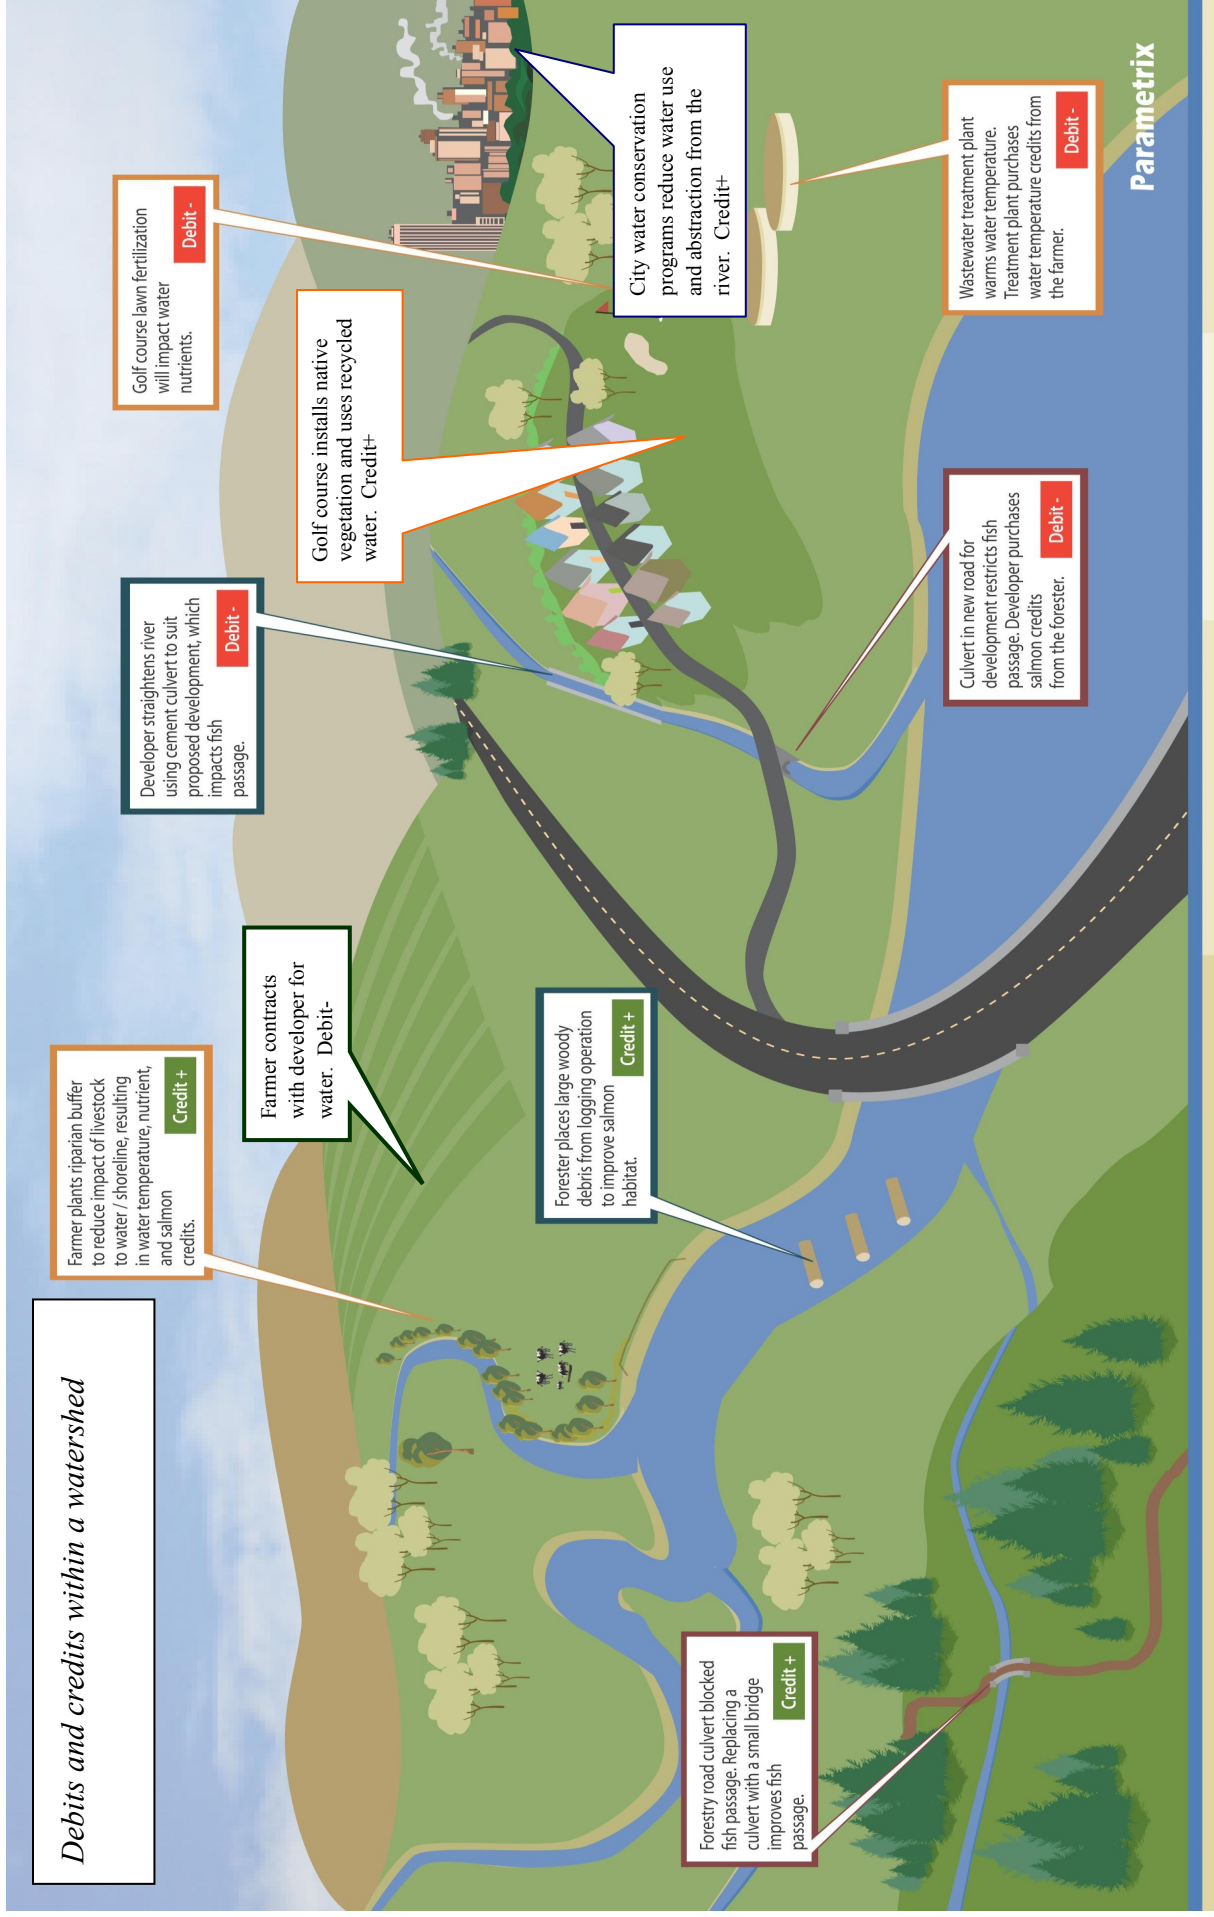 Debits and credits within a watershed
Farmer plants riparian buffer
to reduce impact of livestock
to water / shoreline, resulting
in water temperature, nutrient,
and salmon
credits.
Credit +
Farmer contracts
with developer for
water.  Debit-
Developer straightens river
using cement culvert to suit
proposed development, which
impacts fish
passage.
Debit -
Golf course lawn fertilization
will impact water
nutrients.
Debit -
Golf course installs native
vegetation and uses recycled
water.  Credit+
City water conservation
programs reduce water use
and abstraction from the
river.  Credit+
Forester places large woody
debris from logging operation
to improve salmon
habitat.
Credit +
Forestry road culvert blocked
fish passage. Replacing a
culvert with a small bridge
improves fish
passage.
Credit +
Culvert in new road for
development restricts fish
passage. Developer purchases
salmon credits
from the forester.
Debit -
Wastewater treatment plant
warms water temperature.
Treatment plant purchases
water temperature credits from
the farmer.
Debit -
Parametrix